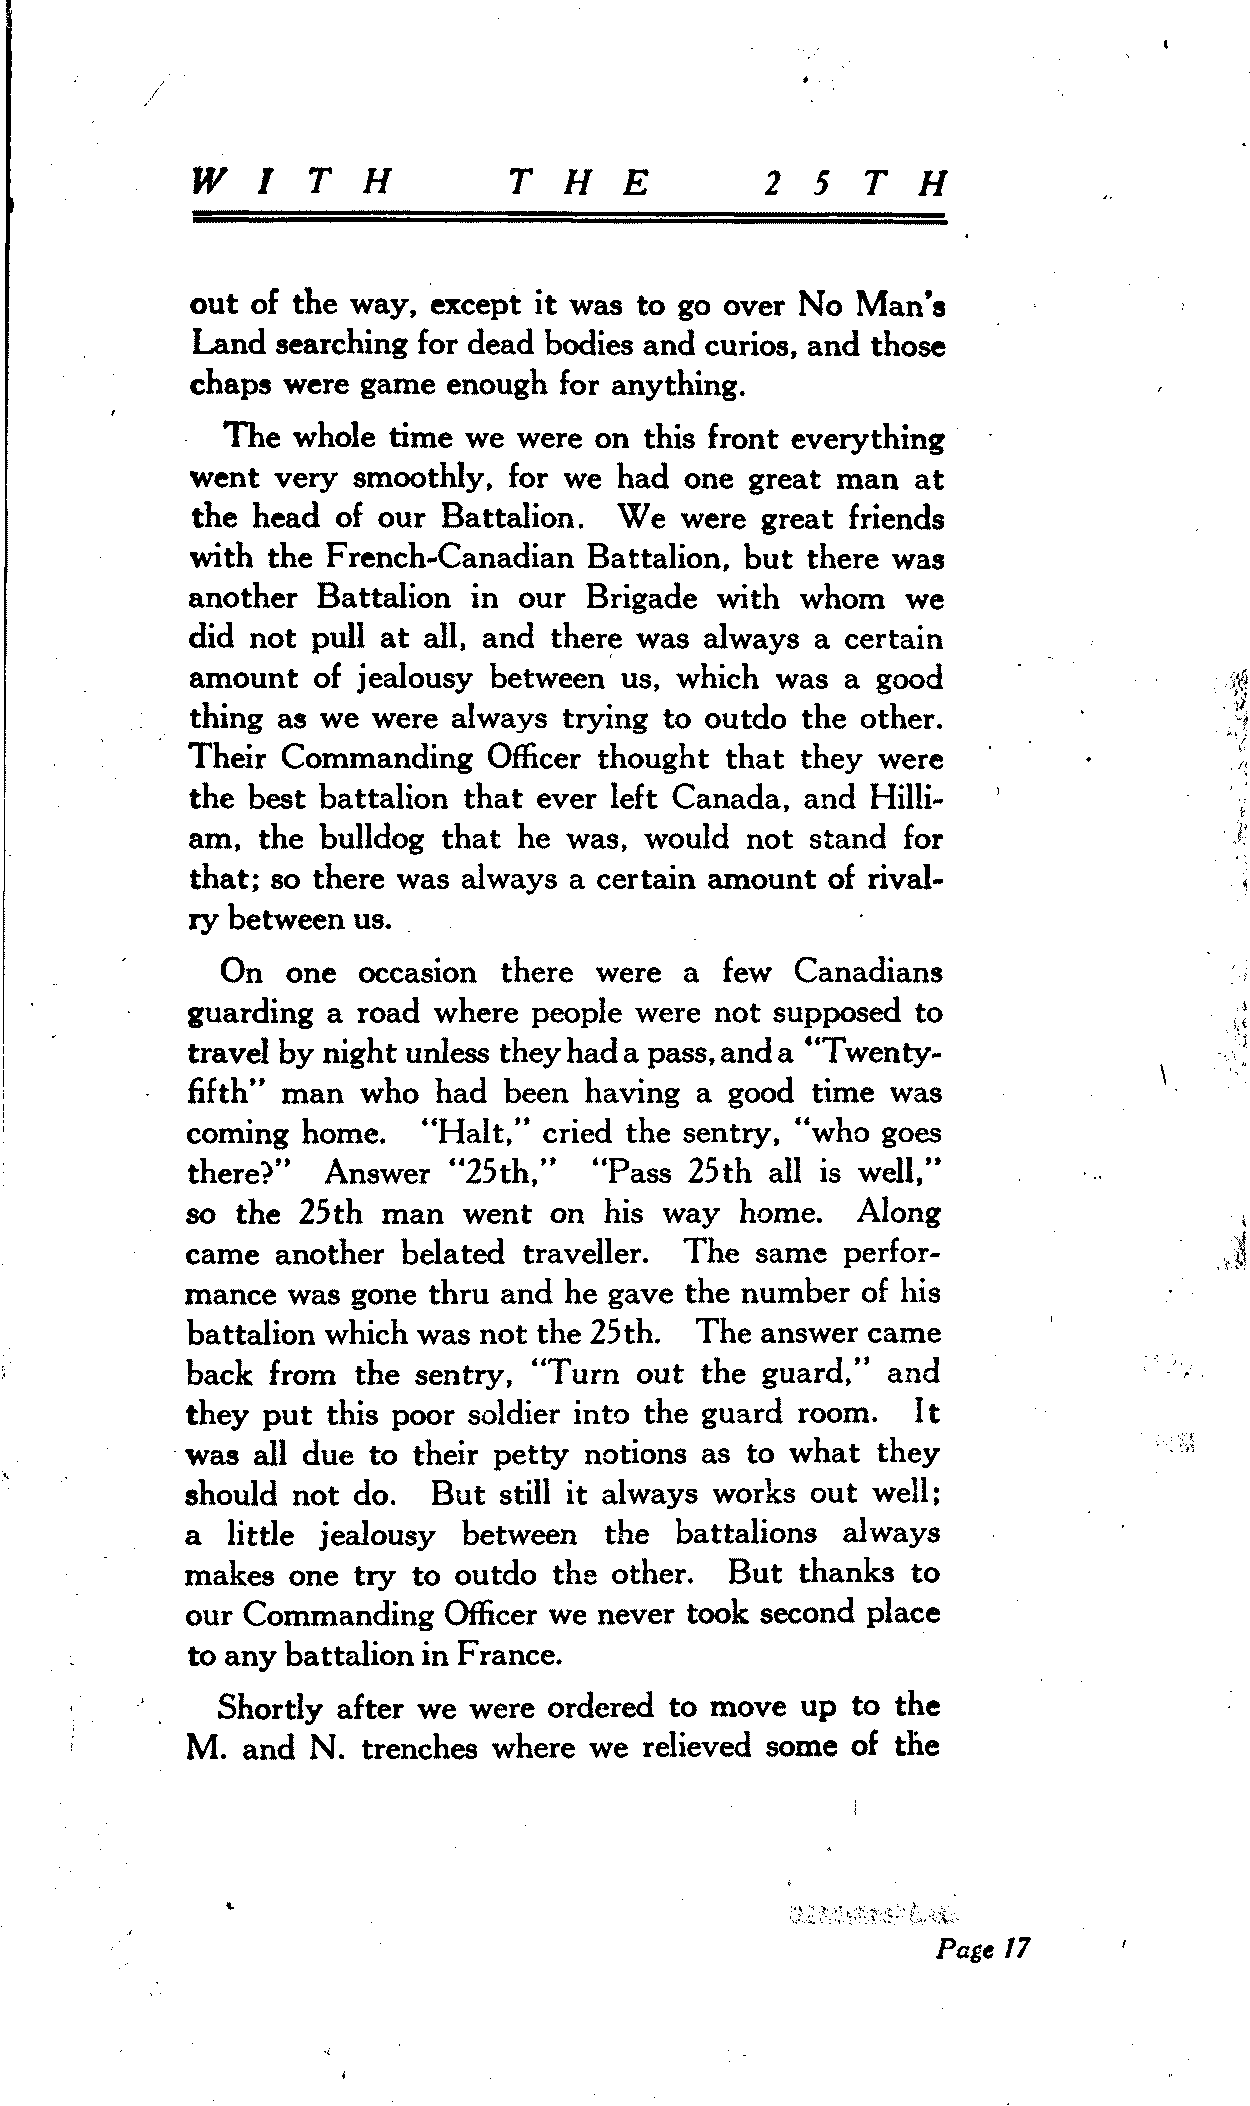 WITH THE 25TH
out of the way, except it was to go over No Man's
Land searching for dead bodies and curios, and those
chaps were game enough for anything.
The whole time we were on this front everything
went very smoothly, for we had one great man at
the head of our Battalion. We were great friends
with the French-Canadian Battalion, but there was
another Battalion in our Brigade with whom we
did not pull at all, and there was always a certain
amount of jealousy between us, which was a good
thing as we were always trying to outdo the other.
Their Commanding Officer thought that they were
the best battalion that ever left Canada, and Hilli-
am, the bulldog that he was, would not stand for
that; so there was always a certain amount of rival-
ry between us.
On one occasion there were a few Canadians
guarding a road where people were not supposed to
travel by night unless they had a pass, and a "Twenty-
fifth" man who had been having a good time was
coming home. "Halt," cried the sentry, "who goes
there?" Answer "25th," "Pass 25th all is well,"
so the 25th man went on his way home. Along
came another belated traveller. The same perfor-
mance was gone thru and he gave the number of his
battalion which was not the 25th. The answer came
back from the sentry, "Turn out the guard," and
they put this poor soldier into the guard room. It
was all due to their petty notions as to what they
should not do. But still it always works out well;
a little jealousy between the battalions always
makes one try to outdo the other. But thanks to
our Commanding Officer we never took second place
to any battalion in France.
Shortly after we were ordered to move up to the
M. and N. trenches where we relieved some of the
Page 17